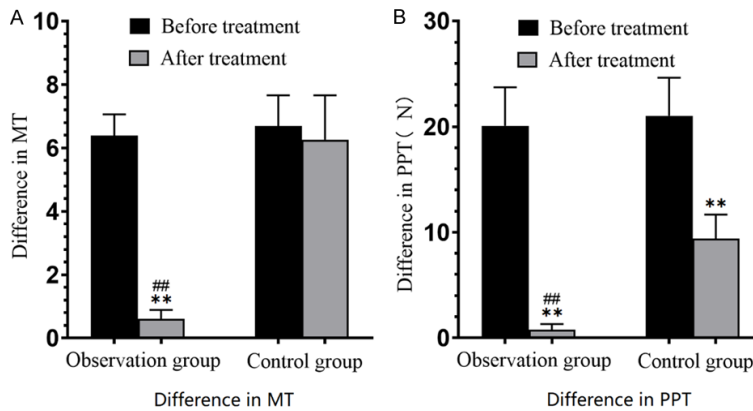 A
Before treatment
After treatment
Difference in MT
10
8
6
4
2
0
##
**
Observation group
Control group
Difference in MT
B
Before treatment
After treatment
Difference in PPT( N)
30
20
10
0
##
**
**
Observation group
Control group
Difference in PPT